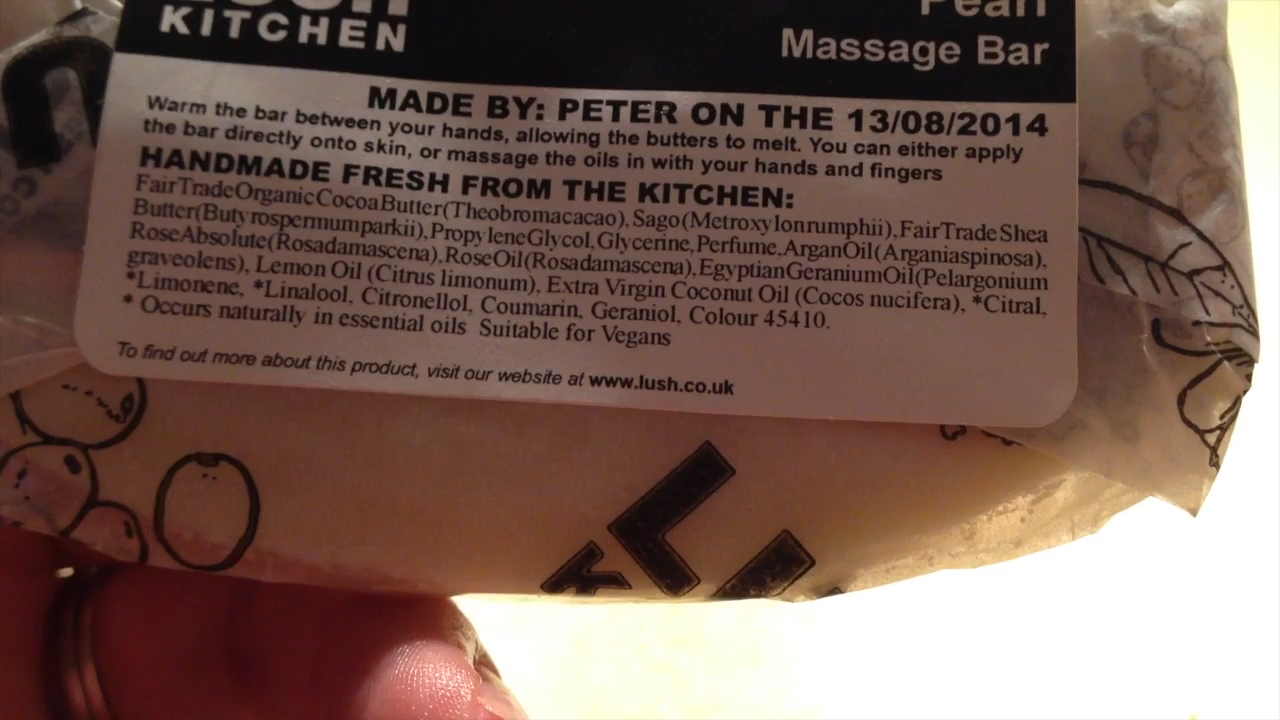 KITCHEN
Pearl
Massage Bar
MADE BY: PETER ON THE 13/08/2014
Warm the bar between your hands, allowing the butters to melt. You can either apply
the bar directly onto skin, or massage the oils in with your hands and fingers
HANDMADE FRESH FROM THE KITCHEN:
FairTradeOrganicCocoaButter(Theobromacacao),Sago(Metroxylonrumphii),FairTradeShea
Butter(Butyrospermumparkii),PropyleneGlycol,Glycerine,Perfume,ArganOil(Arganiaspinosa),
RoseAbsolute(Rosadamascena),RoseOil(Rosadamascena),EgyptianGeraniumOil(Pelargonium
graveolens), Lemon Oil (Citrus limonum), Extra Virgin Coconut Oil (Cocos nucifera), *Citral,
*Limonene, *Linalool, Citronellol, Coumarin, Geraniol, Colour 45410.
* Occurs naturally in essential oils Suitable for Vegans
To find out more about this product, visit our website at www.lush.co.uk